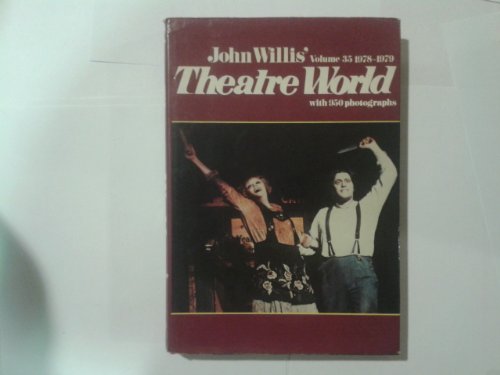 John Willis' Volume 35 1978-1979
Theatre World
with 950 photographs